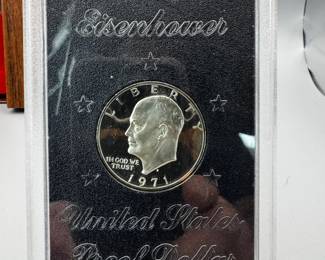 Eisenhower
LIBERTY
IN GOD WE
TRUST
1971
United States
Proof Dollar